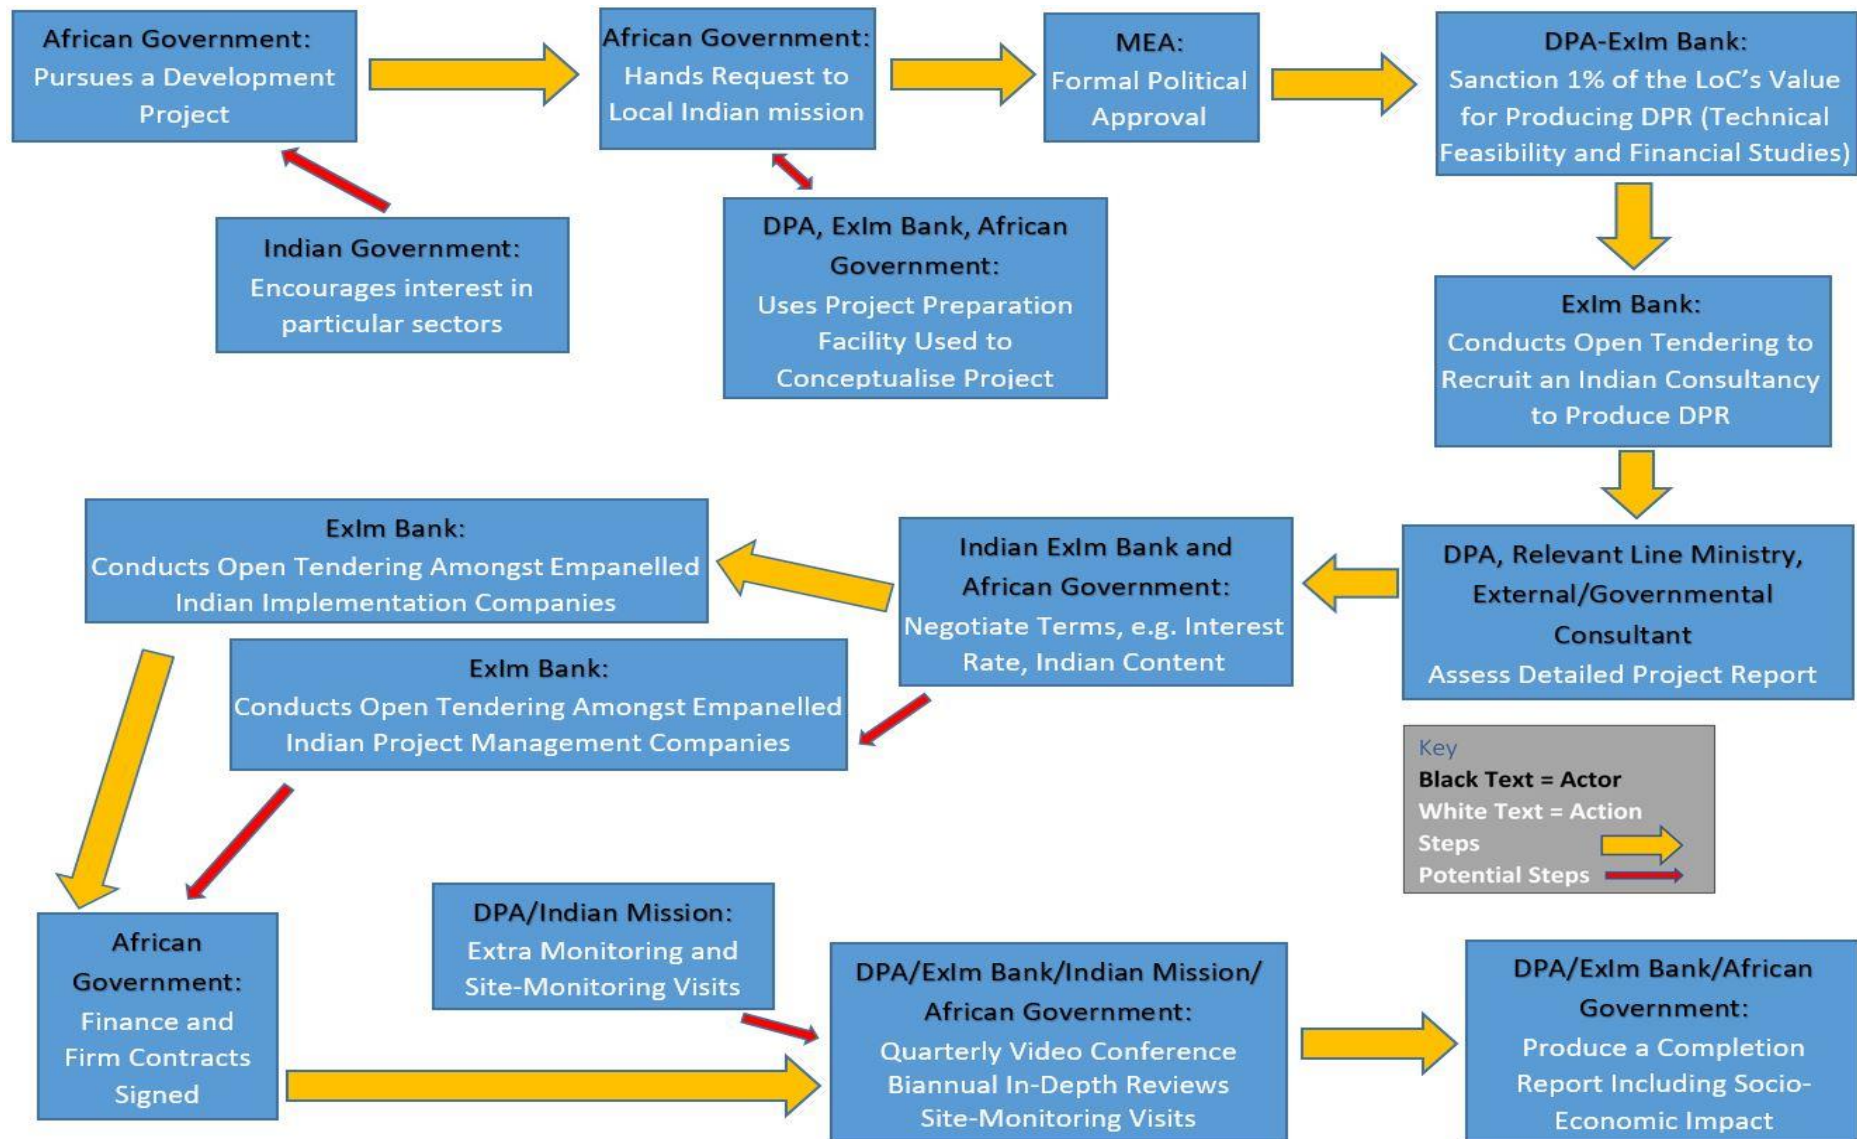 African Government:
Pursues a Development
Project
African Government:
Hands Request to
Local Indian mission
MEA:
Formal Political
Approval
DPA-ExIm Bank:
Sanction 1% of the LoC's Value
for Producing DPR (Technical
Feasibility and Financial Studies)
Indian Government:
Encourages interest in
particular sectors
DPA, ExIm Bank, African
Government:
Uses Project Preparation
Facility Used to
Conceptualise Project
ExIm Bank:
Conducts Open Tendering to
Recruit an Indian Consultancy
to Produce DPR
DPA, Relevant Line Ministry,
External/Governmental
Consultant
Assess Detailed Project Report
Indian ExIm Bank and
African Government:
Negotiate Terms, e.g. Interest
Rate, Indian Content
ExIm Bank:
Conducts Open Tendering Amongst Empanelled
Indian Implementation Companies
ExIm Bank:
Conducts Open Tendering Amongst Empanelled
Indian Project Management Companies
Key
Black Text = Actor
White Text = Action
Steps
Potential Steps
African
Government:
Finance and
Firm Contracts
Signed
DPA/Indian Mission:
Extra Monitoring and
Site-Monitoring Visits
DPA/ExIm Bank/Indian Mission/
African Government:
Quarterly Video Conference
Biannual In-Depth Reviews
Site-Monitoring Visits
DPA/ExIm Bank/African
Government:
Produce a Completion
Report Including Socio-
Economic Impact